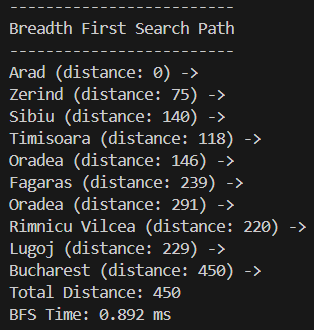 -------------------------
Breadth First Search Path
-------------------------
Arad (distance: 0) ->
Zerind (distance: 75) ->
Sibiu (distance: 140) ->
Timisoara (distance: 118) ->
Oradea (distance: 146) ->
Fagaras (distance: 239) ->
Oradea (distance: 291) ->
Rimnicu Vilcea (distance: 220) ->
Lugoj (distance: 229) ->
Bucharest (distance: 450) ->
Total Distance: 450
BFS Time: 0.892 ms